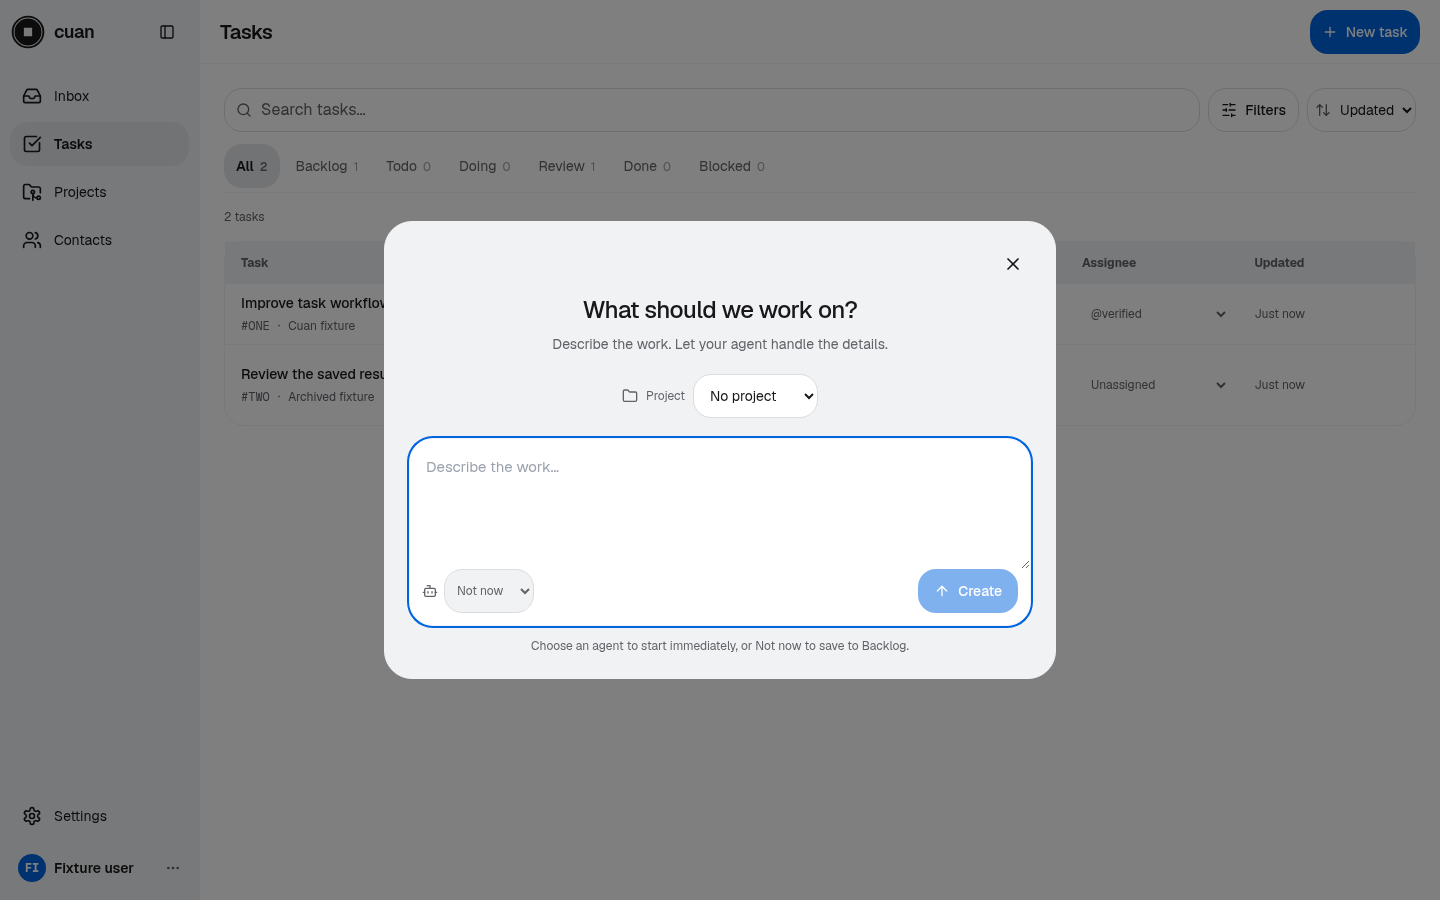 cuan
Inbox
Tasks
Projects
Contacts
Settings
FI Fixture user
Tasks
New task
Search tasks...
Filters
Updated
All 2 Backlog 1 Todo 0 Doing 0 Review 1 Done 0 Blocked 0
2 tasks
Task Assignee Updated
Improve task workflow
#ONE · Cuan fixture
@verified
Just now
Review the saved resu
#TWO · Archived fixture
Unassigned
Just now
What should we work on?
Describe the work. Let your agent handle the details.
Project No project
Describe the work...
Not now
Create
Choose an agent to start immediately, or Not now to save to Backlog.